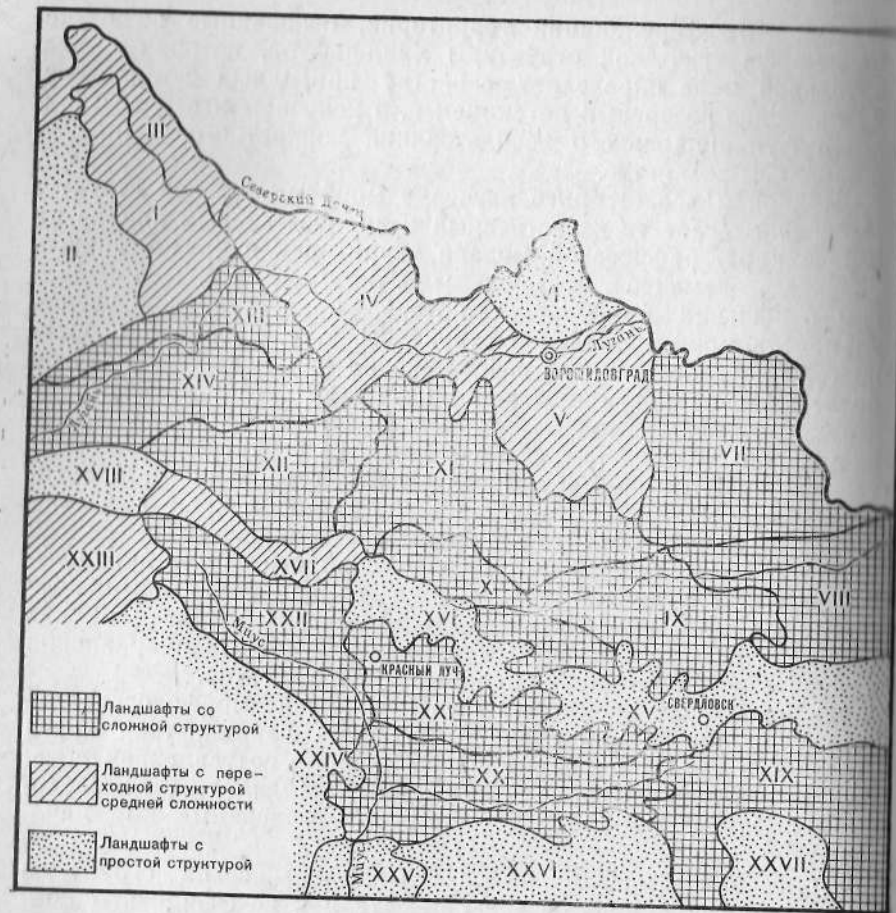 III
Северский Донец
I
II
VI
IV
XIII
Лугань
ВОРОШИЛОВГРАД
XIV
Лугань
V
XII
XI
VII
XVIII
XXIII
XVII
X
VIII
XXII
XVI
IX
Миус
КРАСНЫЙ ЛУЧ
XXI
XV
СВЕРДЛОВСК
XXIV
XX
XIX
Миус
XXV
XXVI
XXVII
Ландшафты со
сложной структурой
Ландшафты с пере-
ходной структурой
средней сложности
Ландшафты с
простой структурой